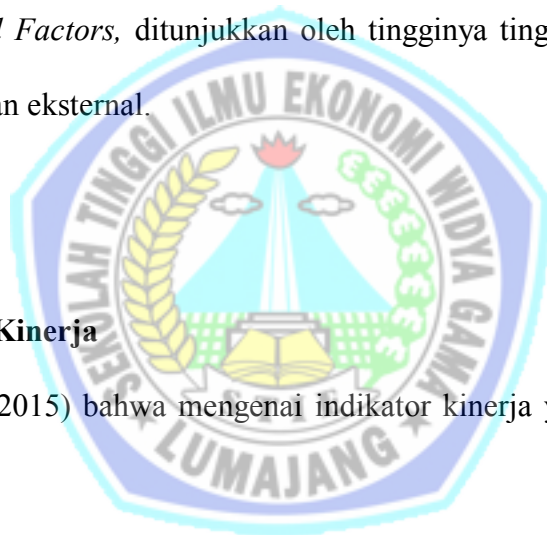 l Factors, ditunjukkan oleh tingginya ting
an eksternal.
SEKOLAH TINGGI ILMU EKONOMI WIDYA GAMA
Kinerja
2015) bahwa mengenai indikator kinerja y
LUMAJANG